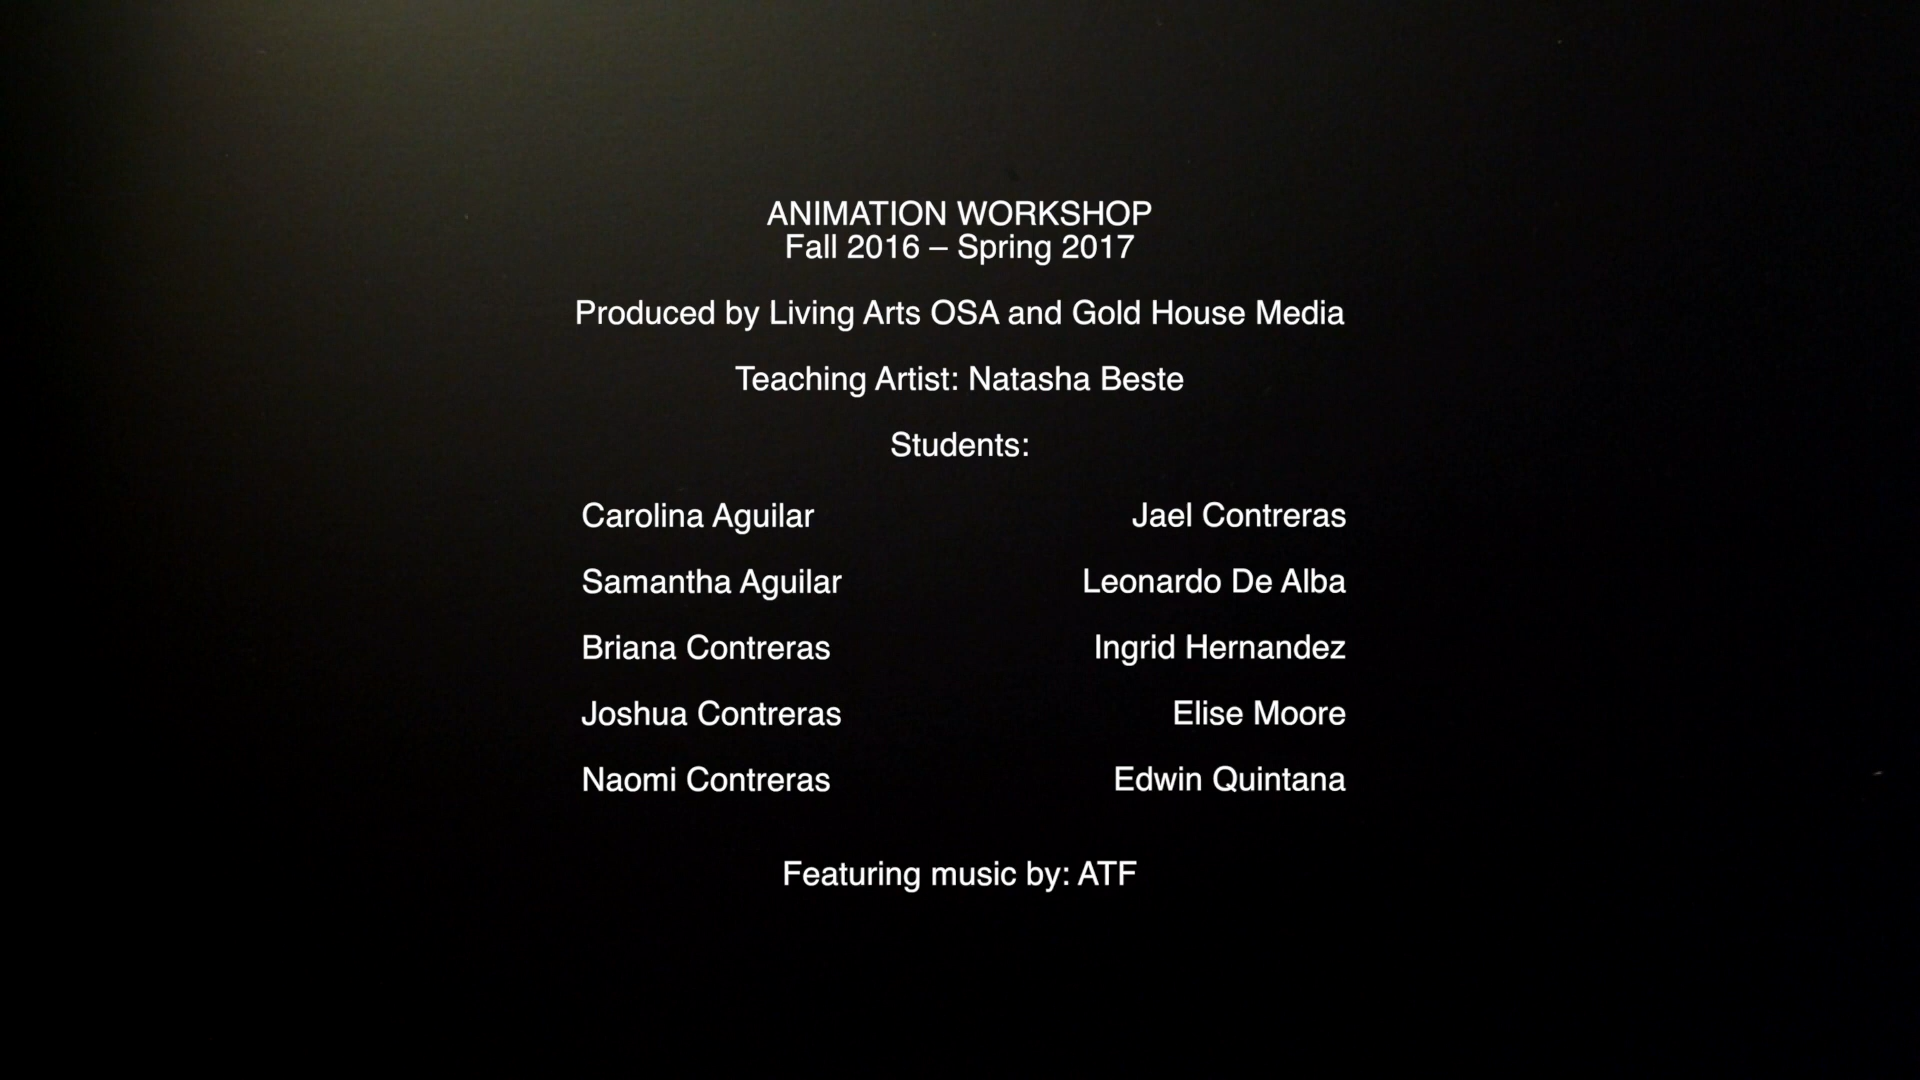 ANIMATION WORKSHOP
Fall 2016 – Spring 2017
Produced by Living Arts OSA and Gold House Media
Teaching Artist: Natasha Beste
Students:
Carolina Aguilar
Samantha Aguilar
Briana Contreras
Joshua Contreras
Naomi Contreras
Jael Contreras
Leonardo De Alba
Ingrid Hernandez
Elise Moore
Edwin Quintana
Featuring music by: ATF